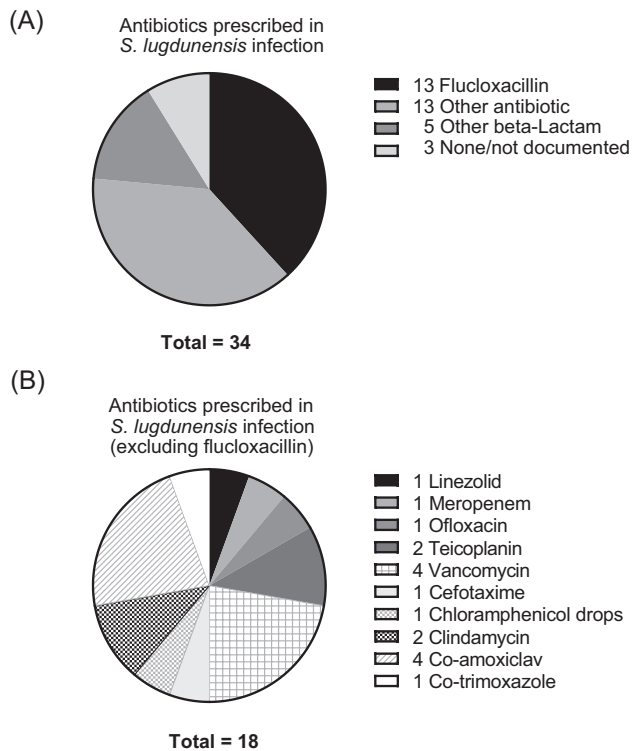 (A)
Antibiotics prescribed in
S. lugdunensis infection
13 Flucloxacillin
13 Other antibiotic
5 Other beta-Lactam
3 None/not documented
Total = 34
(B)
Antibiotics prescribed in
S. lugdunensis infection
(excluding flucloxacillin)
1 Linezolid
1 Meropenem
1 Ofloxacin
2 Teicoplanin
4 Vancomycin
1 Cefotaxime
1 Chloramphenicol drops
2 Clindamycin
4 Co-amoxiclav
1 Co-trimoxazole
Total = 18